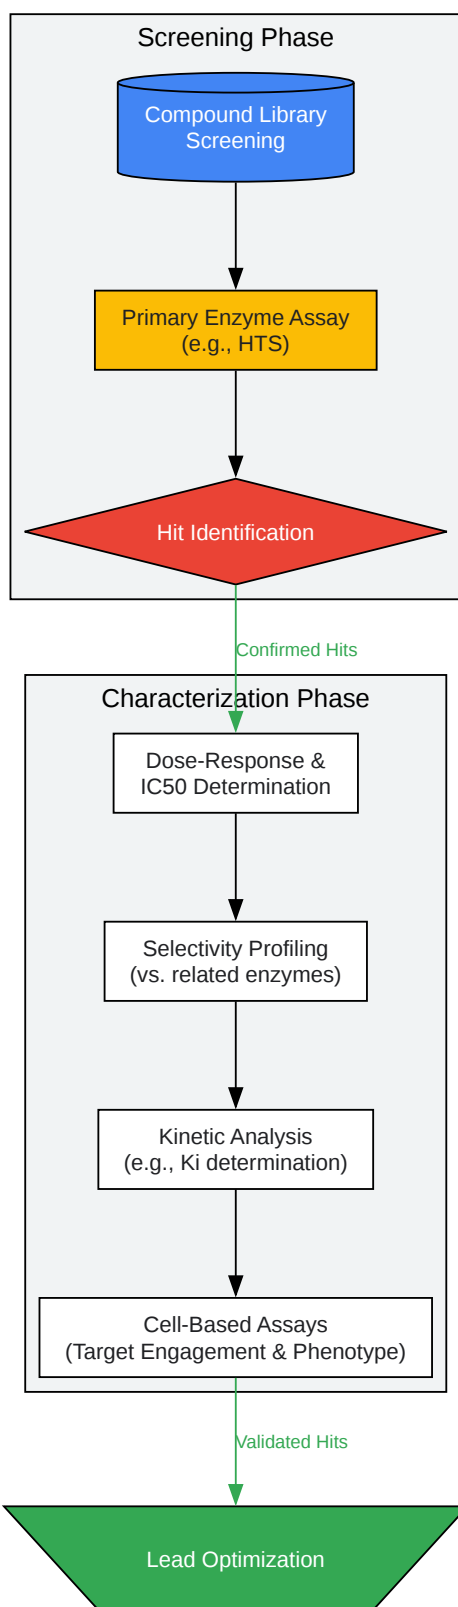 Screening Phase
Compound Library
Screening
Primary Enzyme Assay
(e.g., HTS)
Hit Identification
Confirmed Hits
Characterization Phase
Dose-Response &
IC50 Determination
Selectivity Profiling
(vs. related enzymes)
Kinetic Analysis
(e.g., Ki determination)
Cell-Based Assays
(Target Engagement & Phenotype)
Validated Hits
Lead Optimization